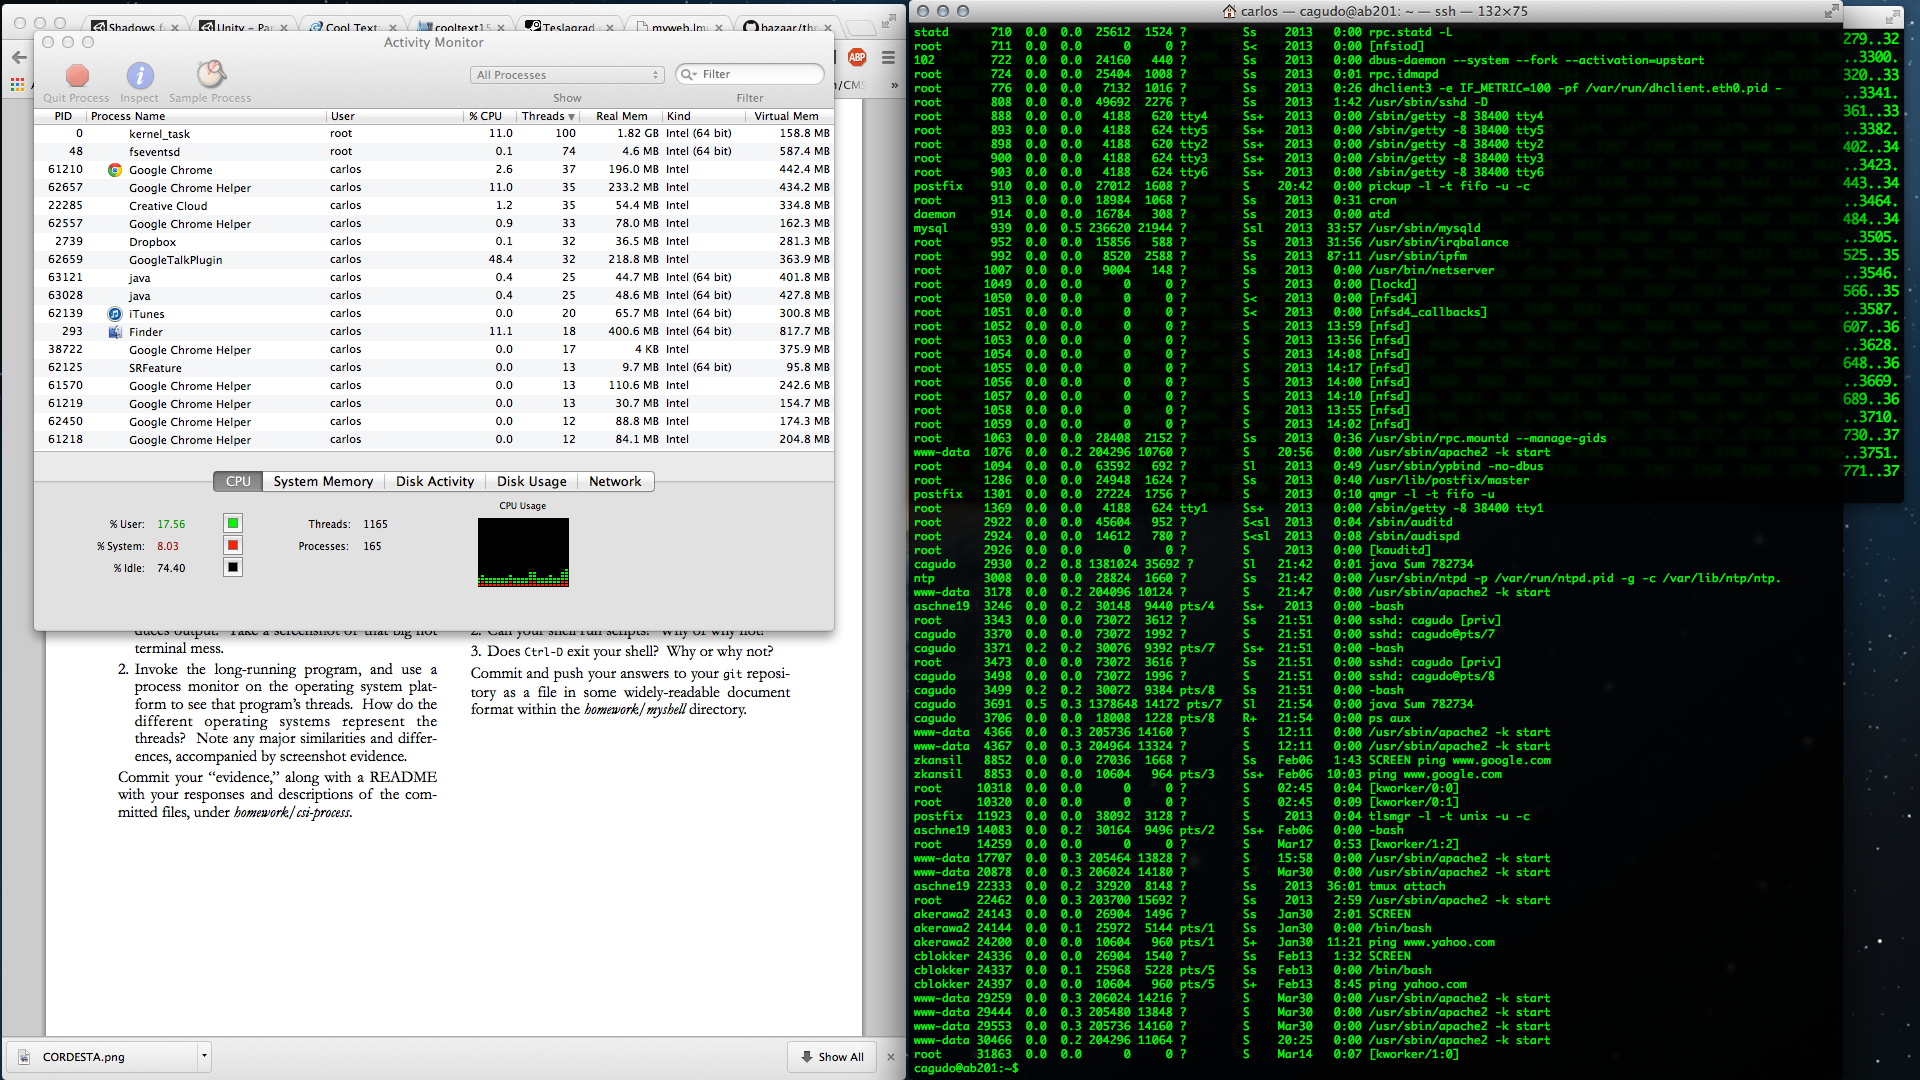 Shadows f
Unity – Par
Cool Text
cooltext15
Teslagrad
myweb.lmu
bazaar/thr
Activity Monitor
ABP
Quit Process
Inspect
Sample Process
All Processes
Show
Filter
Filter
/CMS
»
PID Process Name User % CPU Threads ▼ Real Mem Kind Virtual Mem
0 kernel_task root 11.0 100 1.82 GB Intel (64 bit) 158.8 MB
48 fseventsd root 0.1 74 4.6 MB Intel (64 bit) 587.4 MB
61210 Google Chrome carlos 2.6 37 196.0 MB Intel 442.4 MB
62657 Google Chrome Helper carlos 11.0 35 233.2 MB Intel 434.2 MB
22285 Creative Cloud carlos 1.2 35 54.4 MB Intel 334.8 MB
62557 Google Chrome Helper carlos 0.9 33 78.0 MB Intel 162.3 MB
2739 Dropbox carlos 0.1 32 36.5 MB Intel 281.3 MB
62659 GoogleTalkPlugin carlos 48.4 32 218.8 MB Intel 363.9 MB
63121 java carlos 0.4 25 44.7 MB Intel (64 bit) 401.8 MB
63028 java carlos 0.4 25 48.6 MB Intel (64 bit) 427.8 MB
62139 iTunes carlos 0.0 20 65.7 MB Intel (64 bit) 300.8 MB
293 Finder carlos 11.1 18 400.6 MB Intel (64 bit) 817.7 MB
38722 Google Chrome Helper carlos 0.0 17 4 KB Intel 375.9 MB
62125 SRFeature carlos 0.0 13 9.7 MB Intel (64 bit) 95.8 MB
61570 Google Chrome Helper carlos 0.0 13 110.6 MB Intel 242.6 MB
61219 Google Chrome Helper carlos 0.0 13 30.7 MB Intel 154.7 MB
62450 Google Chrome Helper carlos 0.0 12 88.8 MB Intel 174.3 MB
61218 Google Chrome Helper carlos 0.0 12 84.1 MB Intel 204.8 MB
CPU System Memory Disk Activity Disk Usage Network
CPU Usage
% User: 17.56 Threads: 1165
% System: 8.03 Processes: 165
% Idle: 74.40
duces output. Take a screenshot of that big hot
terminal mess.
2. Invoke the long-running program, and use a
process monitor on the operating system plat-
form to see that program's threads. How do the
different operating systems represent the
threads? Note any major similarities and differ-
ences, accompanied by screenshot evidence.
Commit your “evidence,” along with a README
with your responses and descriptions of the com-
mitted files, under homework/csi-process.
2. Can your shell run scripts? Why or why not?
3. Does Ctrl-D exit your shell? Why or why not?
Commit and push your answers to your git reposi-
tory as a file in some widely-readable document
format within the homework/myshell directory.
CORDESTA.png
Show All
carlos — cagudo@ab201: ~ — ssh — 132×75
statd 710 0.0 0.0 25612 1524 ? Ss 2013 0:00 rpc.statd -L
root 711 0.0 0.0 0 0 ? S< 2013 0:00 [nfsiod]
102 722 0.0 0.0 24160 440 ? Ss 2013 0:00 dbus-daemon --system --fork --activation=upstart
root 724 0.0 0.0 25404 1008 ? Ss 2013 0:01 rpc.idmapd
root 776 0.0 0.0 7132 1016 ? Ss 2013 0:26 dhclient3 -e IF_METRIC=100 -pf /var/run/dhclient.eth0.pid -
root 808 0.0 0.0 49692 2276 ? Ss 2013 1:42 /usr/sbin/sshd -D
root 888 0.0 0.0 4188 620 tty4 Ss+ 2013 0:00 /sbin/getty -8 38400 tty4
root 893 0.0 0.0 4188 624 tty5 Ss+ 2013 0:00 /sbin/getty -8 38400 tty5
root 898 0.0 0.0 4188 620 tty2 Ss+ 2013 0:00 /sbin/getty -8 38400 tty2
root 900 0.0 0.0 4188 624 tty3 Ss+ 2013 0:00 /sbin/getty -8 38400 tty3
root 903 0.0 0.0 4188 624 tty6 Ss+ 2013 0:00 /sbin/getty -8 38400 tty6
postfix 910 0.0 0.0 27012 1608 ? S 20:42 0:00 pickup -l -t fifo -u -c
root 913 0.0 0.0 18984 1068 ? Ss 2013 0:31 cron
daemon 914 0.0 0.0 16784 308 ? Ss 2013 0:00 atd
mysql 939 0.0 0.5 236620 21944 ? Ssl 2013 33:57 /usr/sbin/mysqld
root 952 0.0 0.0 15856 588 ? Ss 2013 31:56 /usr/sbin/irqbalance
root 992 0.0 0.0 8520 2588 ? Ss 2013 87:11 /usr/sbin/ipfm
root 1007 0.0 0.0 9004 148 ? Ss 2013 0:00 /usr/bin/netserver
root 1049 0.0 0.0 0 0 ? S 2013 0:00 [lockd]
root 1050 0.0 0.0 0 0 ? S< 2013 0:00 [nfsd4]
root 1051 0.0 0.0 0 0 ? S< 2013 0:00 [nfsd4_callbacks]
root 1052 0.0 0.0 0 0 ? S 2013 13:59 [nfsd]
root 1053 0.0 0.0 0 0 ? S 2013 13:56 [nfsd]
root 1054 0.0 0.0 0 0 ? S 2013 14:08 [nfsd]
root 1055 0.0 0.0 0 0 ? S 2013 14:17 [nfsd]
root 1056 0.0 0.0 0 0 ? S 2013 14:00 [nfsd]
root 1057 0.0 0.0 0 0 ? S 2013 14:10 [nfsd]
root 1058 0.0 0.0 0 0 ? S 2013 13:55 [nfsd]
root 1059 0.0 0.0 0 0 ? S 2013 14:02 [nfsd]
root 1063 0.0 0.0 28408 2152 ? Ss 2013 0:36 /usr/sbin/rpc.mountd --manage-gids
www-data 1076 0.0 0.2 204296 10760 ? S 20:56 0:00 /usr/sbin/apache2 -k start
root 1094 0.0 0.0 63592 692 ? Sl 2013 0:49 /usr/sbin/ypbind -no-dbus
root 1286 0.0 0.0 24948 1624 ? Ss 2013 0:40 /usr/lib/postfix/master
postfix 1301 0.0 0.0 27224 1756 ? S 2013 0:10 qmgr -l -t fifo -u
root 1369 0.0 0.0 4188 624 tty1 Ss+ 2013 0:00 /sbin/getty -8 38400 tty1
root 2922 0.0 0.0 45604 952 ? S<sl 2013 0:04 /sbin/auditd
root 2924 0.0 0.0 14612 780 ? S<sl 2013 0:08 /sbin/audispd
root 2926 0.0 0.0 0 0 ? S 2013 0:00 [kauditd]
cagudo 2930 0.2 0.8 1381024 35692 ? Sl 21:42 0:01 java Sum 782734
ntp 3008 0.0 0.0 28824 1660 ? Ss 21:42 0:00 /usr/sbin/ntpd -p /var/run/ntpd.pid -g -c /var/lib/ntp/ntp.
www-data 3178 0.0 0.2 204096 10124 ? S 21:47 0:00 /usr/sbin/apache2 -k start
aschne19 3246 0.0 0.2 30148 9440 pts/4 Ss+ 2013 0:00 -bash
root 3343 0.0 0.0 73072 3612 ? Ss 21:51 0:00 sshd: cagudo [priv]
cagudo 3370 0.0 0.0 73072 1992 ? S 21:51 0:00 sshd: cagudo@pts/7
cagudo 3371 0.2 0.2 30076 9392 pts/7 Ss+ 21:51 0:00 -bash
root 3473 0.0 0.0 73072 3616 ? Ss 21:51 0:00 sshd: cagudo [priv]
cagudo 3498 0.0 0.0 73072 1996 ? S 21:51 0:00 sshd: cagudo@pts/8
cagudo 3499 0.2 0.2 30072 9384 pts/8 Ss 21:51 0:00 -bash
cagudo 3691 0.5 0.3 1378648 14172 pts/7 Sl 21:54 0:00 java Sum 782734
cagudo 3706 0.0 0.0 18008 1228 pts/8 R+ 21:54 0:00 ps aux
www-data 4366 0.0 0.3 205736 14160 ? S 12:11 0:00 /usr/sbin/apache2 -k start
www-data 4367 0.0 0.3 204964 13324 ? S 12:11 0:00 /usr/sbin/apache2 -k start
zkansil 8852 0.0 0.0 27036 1668 ? Ss Feb06 1:43 SCREEN ping www.google.com
zkansil 8853 0.0 0.0 10604 964 pts/3 Ss+ Feb06 10:03 ping www.google.com
root 10318 0.0 0.0 0 0 ? S 02:45 0:04 [kworker/0:0]
root 10320 0.0 0.0 0 0 ? S 02:45 0:09 [kworker/0:1]
postfix 11923 0.0 0.0 38092 3128 ? S 2013 0:04 tlsmgr -l -t unix -u -c
aschne19 14083 0.0 0.2 30164 9496 pts/2 Ss+ Feb06 0:00 -bash
root 14259 0.0 0.0 0 0 ? S Mar17 0:53 [kworker/1:2]
www-data 17707 0.0 0.3 205464 13828 ? S 15:58 0:00 /usr/sbin/apache2 -k start
www-data 20878 0.0 0.3 206024 14180 ? S Mar30 0:00 /usr/sbin/apache2 -k start
aschne19 22333 0.0 0.2 32920 8148 ? Ss 2013 36:01 tmux attach
root 22462 0.0 0.3 203700 15692 ? Ss 2013 2:59 /usr/sbin/apache2 -k start
akerawa2 24143 0.0 0.0 26904 1496 ? Ss Jan30 2:01 SCREEN
akerawa2 24144 0.0 0.1 25972 5144 pts/1 Ss Jan30 0:00 /bin/bash
akerawa2 24200 0.0 0.0 10604 960 pts/1 S+ Jan30 11:21 ping www.yahoo.com
cblokker 24336 0.0 0.0 26904 1540 ? Ss Feb13 1:32 SCREEN
cblokker 24337 0.0 0.1 25968 5228 pts/5 Ss Feb13 0:00 /bin/bash
cblokker 24397 0.0 0.0 10604 960 pts/5 S+ Feb13 8:45 ping yahoo.com
www-data 29259 0.0 0.3 206024 14216 ? S Mar30 0:00 /usr/sbin/apache2 -k start
www-data 29444 0.0 0.3 205480 13848 ? S Mar30 0:00 /usr/sbin/apache2 -k start
www-data 29553 0.0 0.3 205736 14160 ? S Mar30 0:00 /usr/sbin/apache2 -k start
www-data 30466 0.0 0.2 204296 11064 ? S 20:25 0:00 /usr/sbin/apache2 -k start
root 31863 0.0 0.0 0 0 ? S Mar14 0:07 [kworker/1:0]
cagudo@ab201:~$
279..32
..3300.
320..33
..3341.
361..33
..3382.
402..34
..3423.
443..34
..3464.
484..34
..3505.
525..35
..3546.
566..35
..3587.
607..36
..3628.
648..36
..3669.
689..36
..3710.
730..37
..3751.
771..37